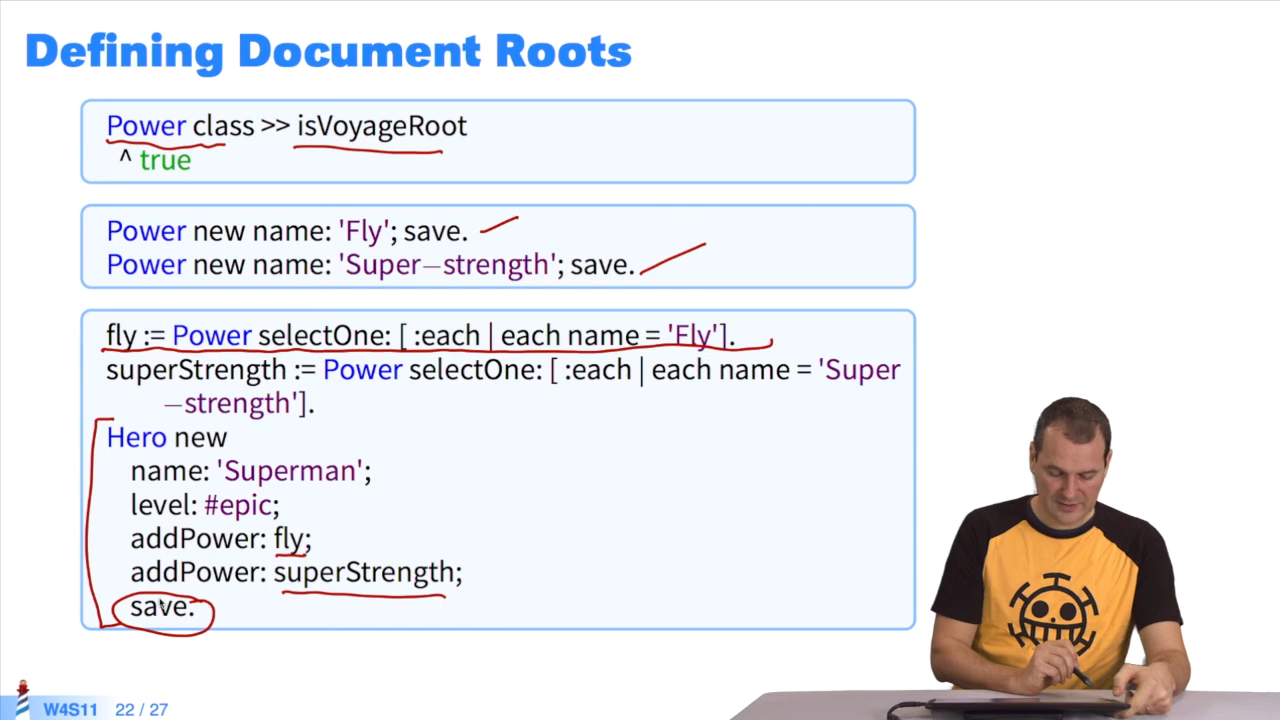 Defining Document Roots
Power class >> isVoyageRoot
^ true
Power new name: 'Fly'; save.
Power new name: 'Super−strength'; save.
fly := Power selectOne: [ :each | each name = 'Fly'].
superStrength := Power selectOne: [ :each | each name = 'Super
−strength'].
Hero new
name: 'Superman';
level: #epic;
addPower: fly;
addPower: superStrength;
save.
W4S11 22 / 27